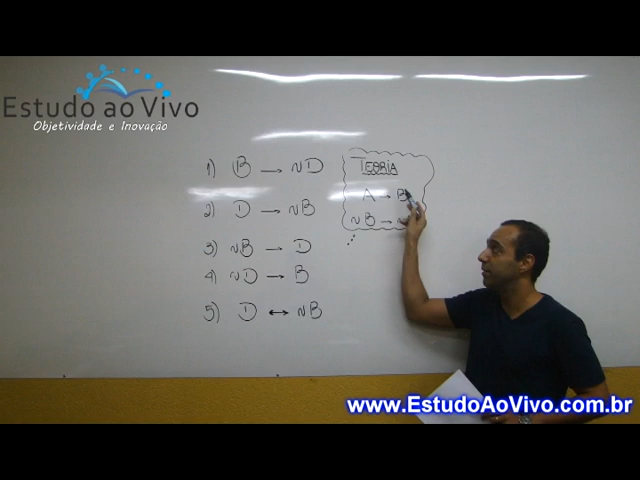 Estudo ao Vivo
Objetividade e Inovação
1) B → ~D
2) D → ~B
3) ~B → D
4) ~D → B
5) D ↔ ~B
TEORIA
A → B
~B → ~
www.EstudoAoVivo.com.br